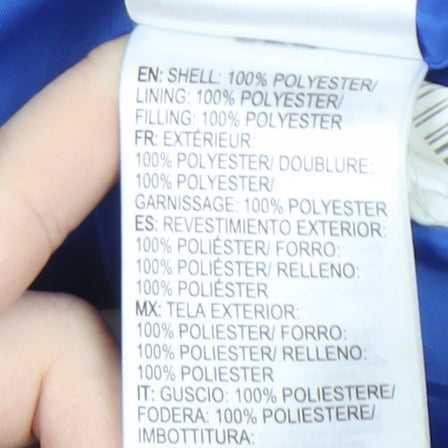 EN: SHELL: 100% POLYESTER/
LINING: 100% POLYESTER/
FILLING: 100% POLYESTER
FR: EXTÉRIEUR:
100% POLYESTER/ DOUBLURE:
100% POLYESTER/
GARNISSAGE: 100% POLYESTER
ES: REVESTIMIENTO EXTERIOR:
100% POLIÉSTER/ FORRO:
100% POLIÉSTER/ RELLENO:
100% POLIÉSTER
MX: TELA EXTERIOR:
100% POLIESTER/ FORRO:
100% POLIESTER/ RELLENO:
100% POLIESTER
IT: GUSCIO: 100% POLIESTERE/
FODERA: 100% POLIESTERE/
IMBOTTITURA: